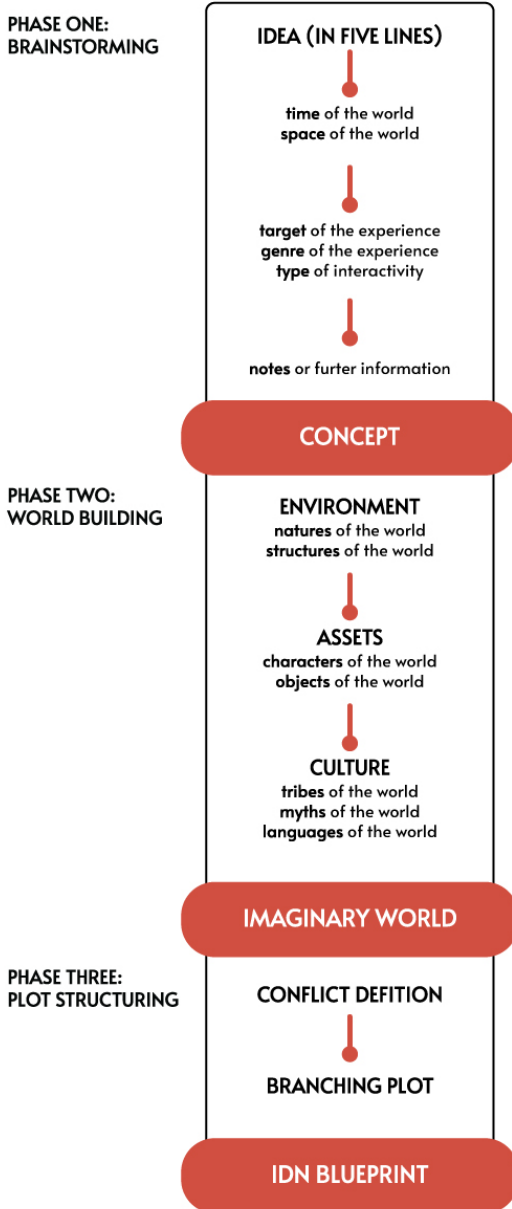 PHASE ONE:
BRAINSTORMING
IDEA (IN FIVE LINES)
time of the world
space of the world
target of the experience
genre of the experience
type of interactivity
notes or furter information
CONCEPT
PHASE TWO:
WORLD BUILDING
ENVIRONMENT
natures of the world
structures of the world
ASSETS
characters of the world
objects of the world
CULTURE
tribes of the world
myths of the world
languages of the world
IMAGINARY WORLD
PHASE THREE:
PLOT STRUCTURING
CONFLICT DEFITION
BRANCHING PLOT
IDN BLUEPRINT